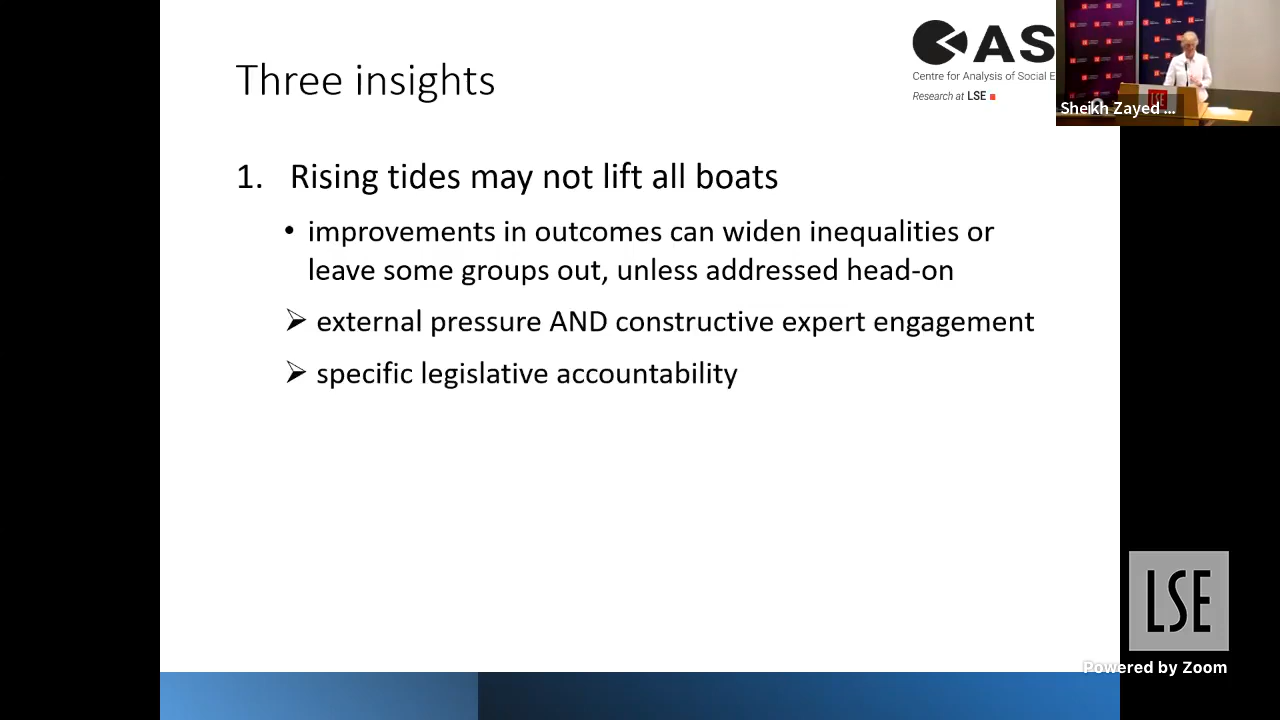 Three insights
CAS
Centre for Analysis of Social E
Research at LSE
LSE
Sheikh Zayed ...
1. Rising tides may not lift all boats
• improvements in outcomes can widen inequalities or
leave some groups out, unless addressed head-on
➢ external pressure AND constructive expert engagement
➢ specific legislative accountability
LSE
Powered by Zoom